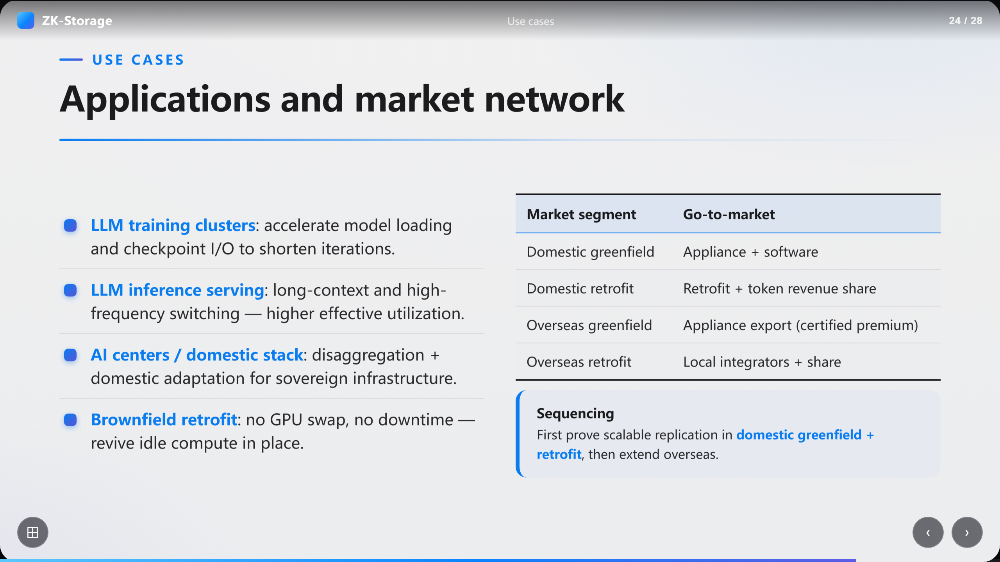 ZK-Storage
Use cases
24 / 28
USE CASES
Applications and market network
LLM training clusters: accelerate model loading
and checkpoint I/O to shorten iterations.
LLM inference serving: long-context and high-
frequency switching — higher effective utilization.
AI centers / domestic stack: disaggregation +
domestic adaptation for sovereign infrastructure.
Brownfield retrofit: no GPU swap, no downtime —
revive idle compute in place.
Market segment Go-to-market
Domestic greenfield Appliance + software
Domestic retrofit Retrofit + token revenue share
Overseas greenfield Appliance export (certified premium)
Overseas retrofit Local integrators + share
Sequencing
First prove scalable replication in domestic greenfield +
retrofit, then extend overseas.